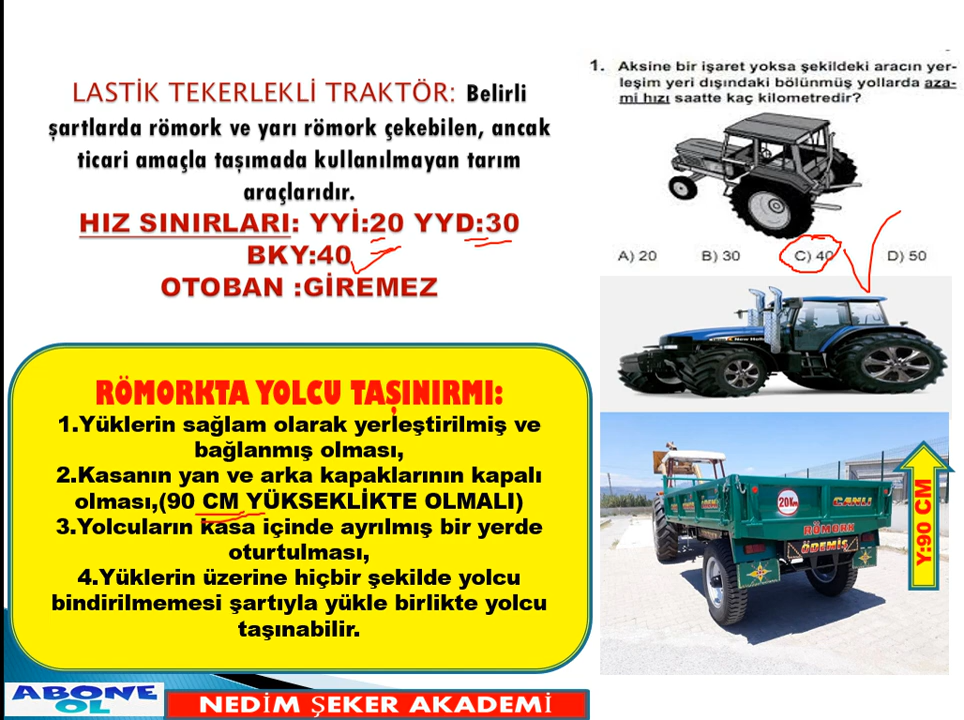 LASTİK TEKERLEKLİ TRAKTÖR: Belirli
şartlarda römork ve yarı römork çekebilen, ancak
ticari amaçla taşımada kullanılmayan tarım
araçlarıdır.
HIZ SINIRLARI: YYİ:20 YYD:30
BKY:40
OTOBAN :GİREMEZ
1. Aksine bir işaret yoksa şekildeki aracın yer-
leşim yeri dışındaki bölünmüş yollarda aza-
mi hızı saatte kaç kilometredir?
A) 20 B) 30 C) 40 D) 50
New Holland
RÖMORKTA YOLCU TAŞINIRMI:
1.Yüklerin sağlam olarak yerleştirilmiş ve
bağlanmış olması,
2.Kasanın yan ve arka kapaklarının kapalı
olması,(90 CM YÜKSEKLİKTE OLMALI)
3.Yolcuların kasa içinde ayrılmış bir yerde
oturtulması,
4.Yüklerin üzerine hiçbir şekilde yolcu
bindirilmemesi şartıyla yükle birlikte yolcu
taşınabilir.
20Km
CANLI
RÖMORK
ÖDEMİŞ
Y:90 CM
ABONE
OL
NEDİM ŞEKER AKADEMİ